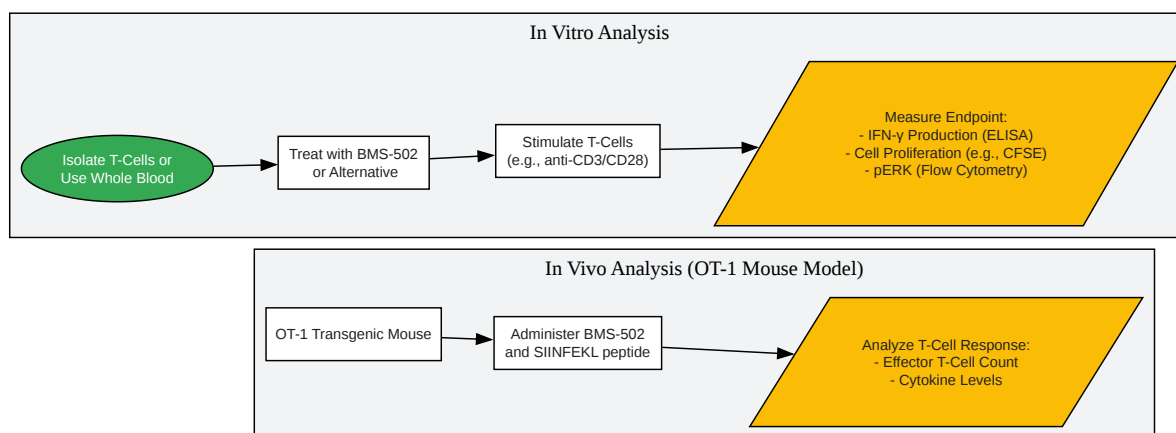 In Vitro Analysis
Isolate T-Cells or
Use Whole Blood
Treat with BMS-502
or Alternative
Stimulate T-Cells
(e.g., anti-CD3/CD28)
Measure Endpoint:
- IFN-γ Production (ELISA)
- Cell Proliferation (e.g., CFSE)
- pERK (Flow Cytometry)
In Vivo Analysis (OT-1 Mouse Model)
OT-1 Transgenic Mouse
Administer BMS-502
and SIINFEKL peptide
Analyze T-Cell Response:
- Effector T-Cell Count
- Cytokine Levels